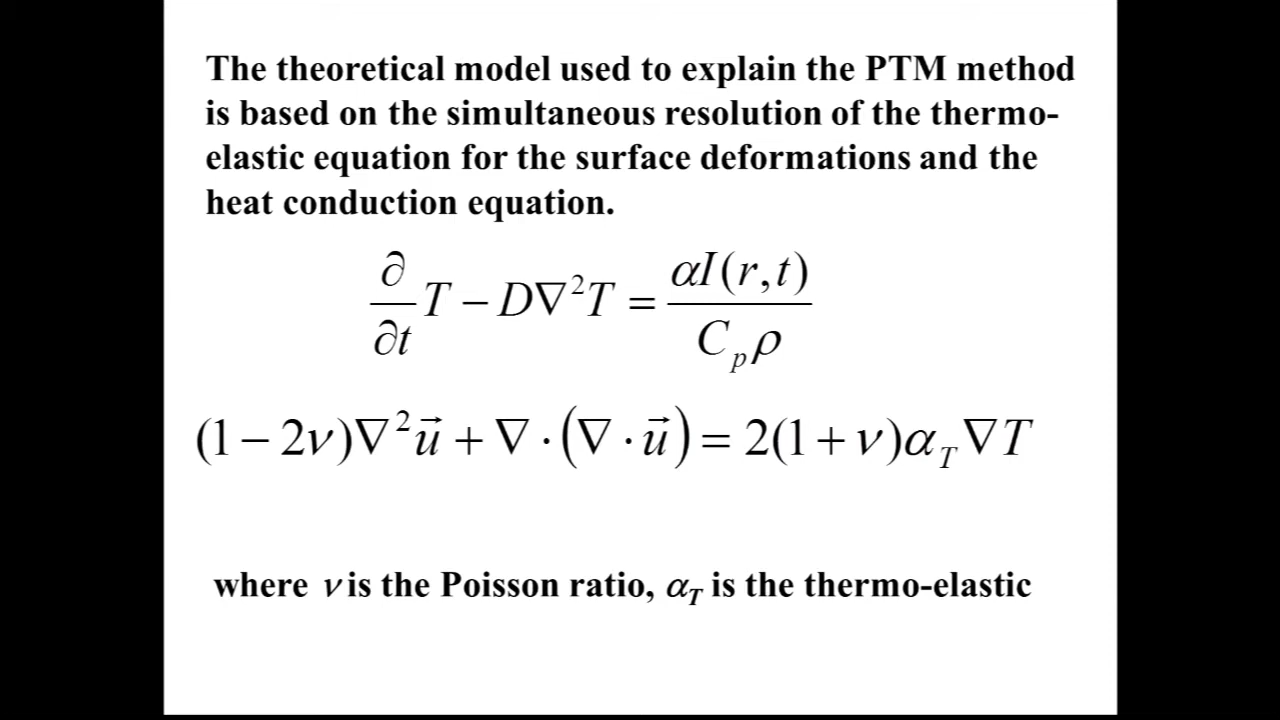 The theoretical model used to explain the PTM method
is based on the simultaneous resolution of the thermo-
elastic equation for the surface deformations and the
heat conduction equation.
∂/∂t T − D∇²T = αI(r,t)/C_pρ
(1 − 2ν)∇²u⃗ + ∇·(∇·u⃗) = 2(1 + ν)α_T∇T
where ν is the Poisson ratio, α_T is the thermo-elastic